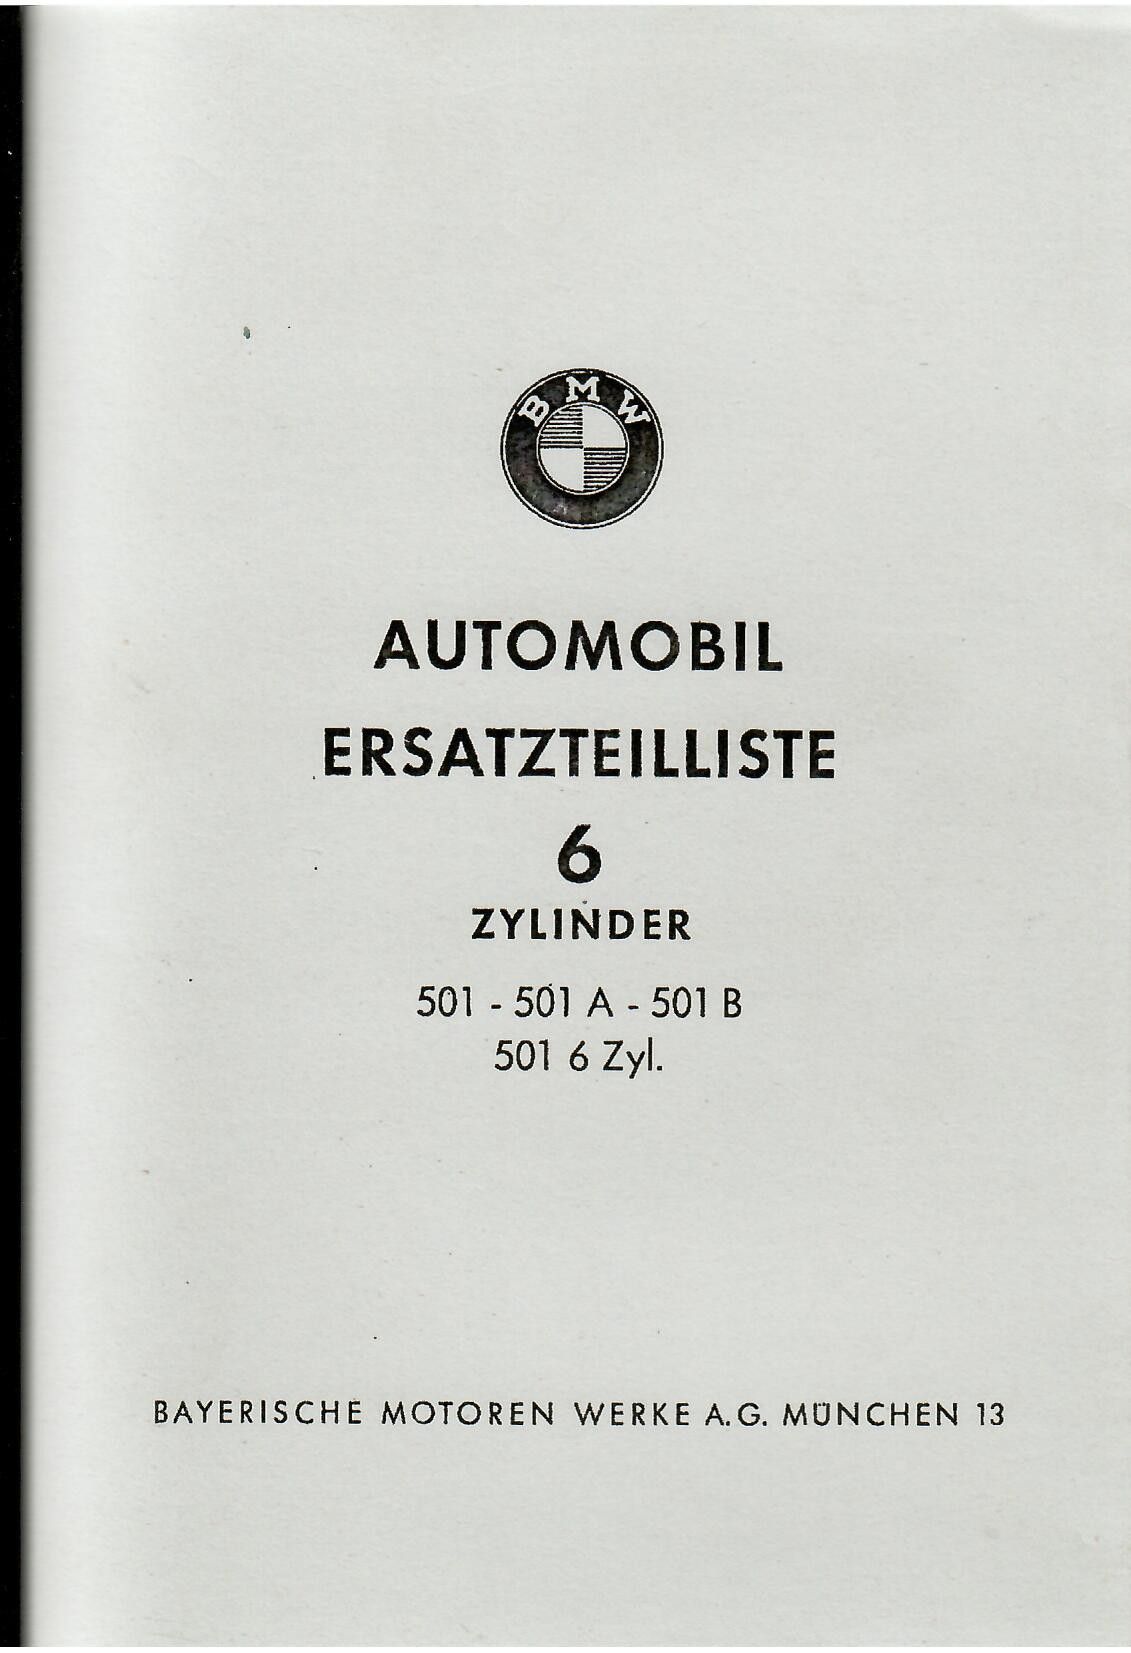 BMW
AUTOMOBIL
ERSATZTEILLISTE
6
ZYLINDER
501 - 501 A - 501 B
501 6 Zyl.
BAYERISCHE MOTOREN WERKE A.G. MÜNCHEN 13